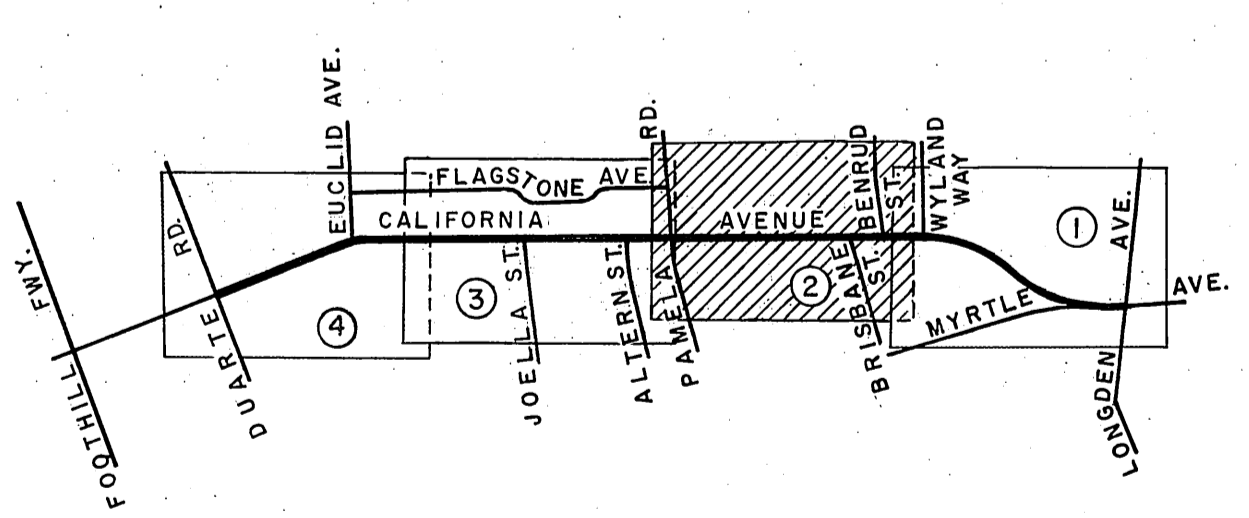 FOOTHILL FWY.
DUARTE RD.
EUCLID AVE.
FLAGSTONE AVE.
CALIFORNIA AVENUE
JOELLA ST.
ALTERN ST.
PAMELA RD.
BRISBANE ST.
BENRUD ST.
WYLAND
WAY
MYRTLE AVE.
LONGDEN AVE.
4
3
2
1